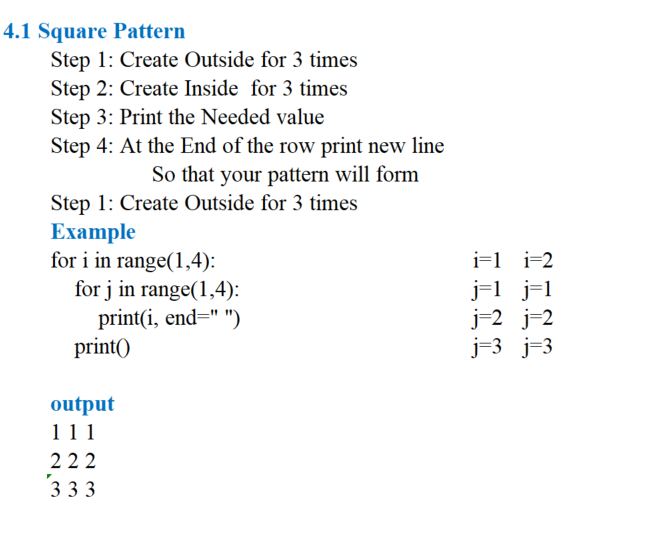 4.1 Square Pattern
Step 1: Create Outside for 3 times
Step 2: Create Inside  for 3 times
Step 3: Print the Needed value
Step 4: At the End of the row print new line
So that your pattern will form
Step 1: Create Outside for 3 times
Example
for i in range(1,4):    i=1   i=2
    for j in range(1,4):    j=1   j=1
        print(i, end=" ")    j=2   j=2
    print()    j=3   j=3
output
1 1 1
2 2 2
3 3 3